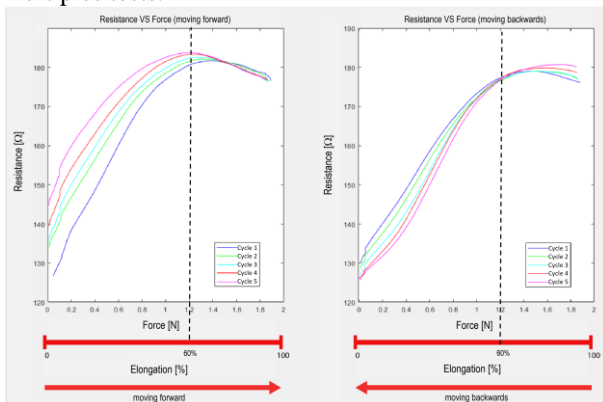 Resistance VS Force (moving forward)
190
180
170
160
150
140
130
120
Resistance [Ω]
0 0.2 0.4 0.6 0.8 1 1.2 1.4 1.6 1.8 2
Cycle 1
Cycle 2
Cycle 3
Cycle 4
Cycle 5
Force [N]
0 60% 100
Elongation [%]
moving forward
Resistance VS Force (moving backwards)
190
180
170
160
150
140
130
120
Resistance [Ω]
0 0.2 0.4 0.6 0.8 1 1.2 1.4 1.6 1.8 2
Cycle 1
Cycle 2
Cycle 3
Cycle 4
Cycle 5
Force [N]
0 60% 100
Elongation [%]
moving backwards